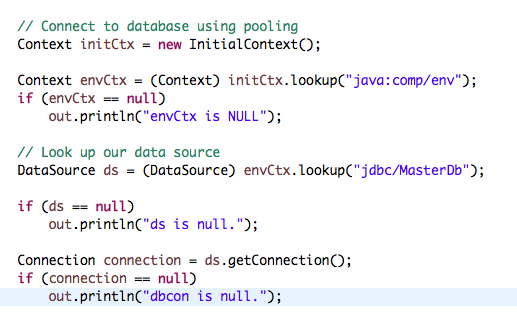 // Connect to database using pooling
Context initCtx = new InitialContext();
Context envCtx = (Context) initCtx.lookup("java:comp/env");
if (envCtx == null)
out.println("envCtx is NULL");
// Look up our data source
DataSource ds = (DataSource) envCtx.lookup("jdbc/MasterDb");
if (ds == null)
out.println("ds is null.");
Connection connection = ds.getConnection();
if (connection == null)
out.println("dbcon is null.");